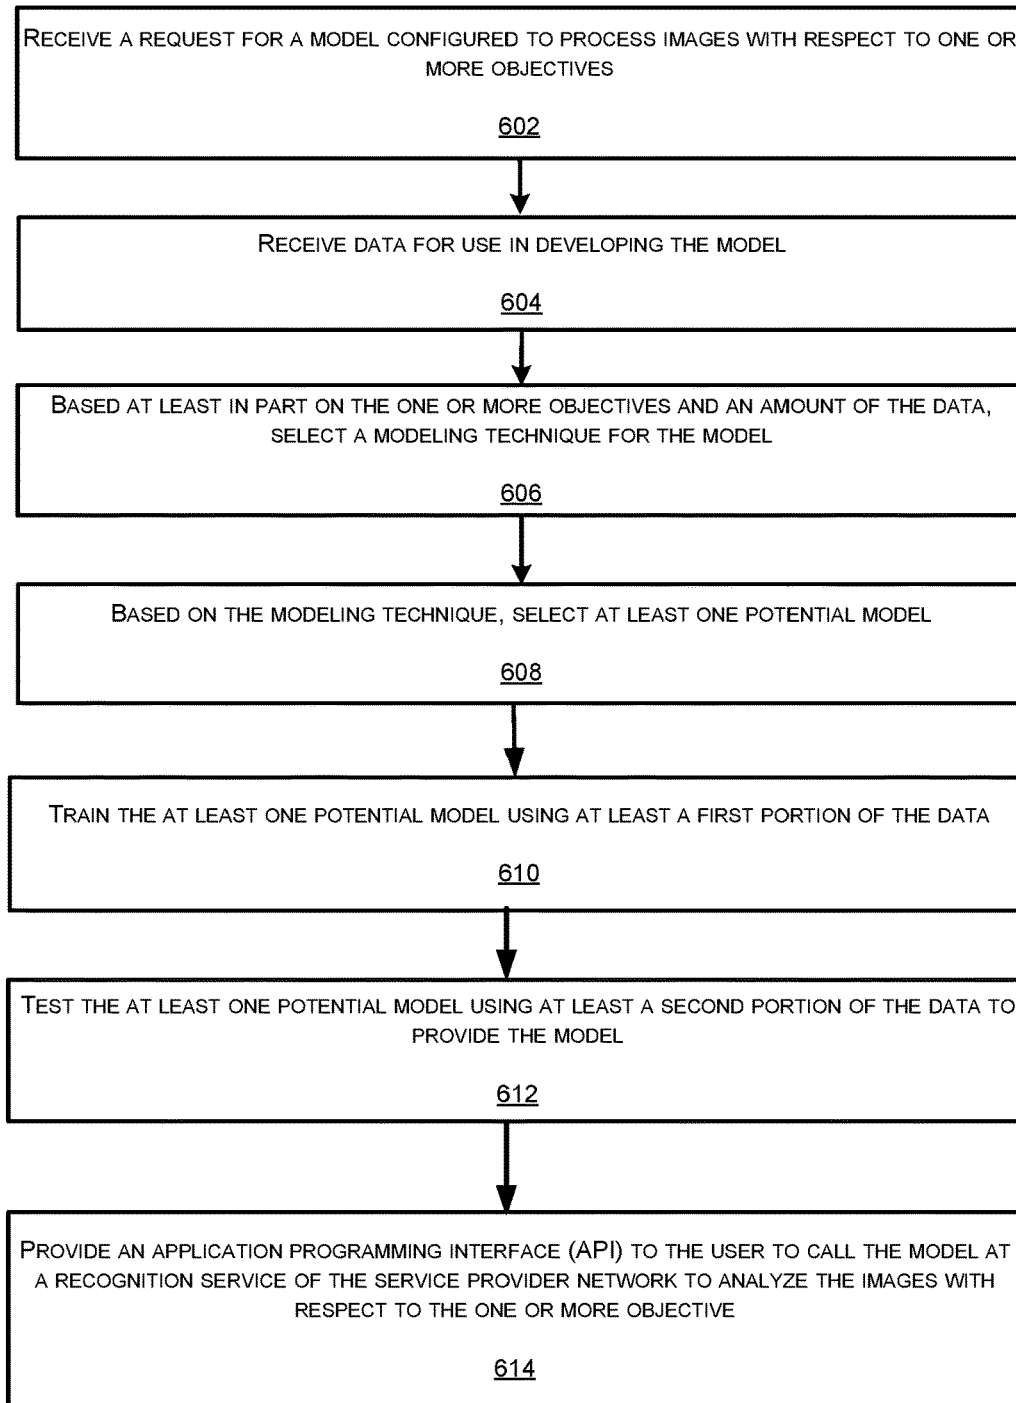 RECEIVE A REQUEST FOR A MODEL CONFIGURED TO PROCESS IMAGES WITH RESPECT TO ONE OR
MORE OBJECTIVES
602
RECEIVE DATA FOR USE IN DEVELOPING THE MODEL
604
BASED AT LEAST IN PART ON THE ONE OR MORE OBJECTIVES AND AN AMOUNT OF THE DATA,
SELECT A MODELING TECHNIQUE FOR THE MODEL
606
BASED ON THE MODELING TECHNIQUE, SELECT AT LEAST ONE POTENTIAL MODEL
608
TRAIN THE AT LEAST ONE POTENTIAL MODEL USING AT LEAST A FIRST PORTION OF THE DATA
610
TEST THE AT LEAST ONE POTENTIAL MODEL USING AT LEAST A SECOND PORTION OF THE DATA TO
PROVIDE THE MODEL
612
PROVIDE AN APPLICATION PROGRAMMING INTERFACE (API) TO THE USER TO CALL THE MODEL AT
A RECOGNITION SERVICE OF THE SERVICE PROVIDER NETWORK TO ANALYZE THE IMAGES WITH
RESPECT TO THE ONE OR MORE OBJECTIVE
614